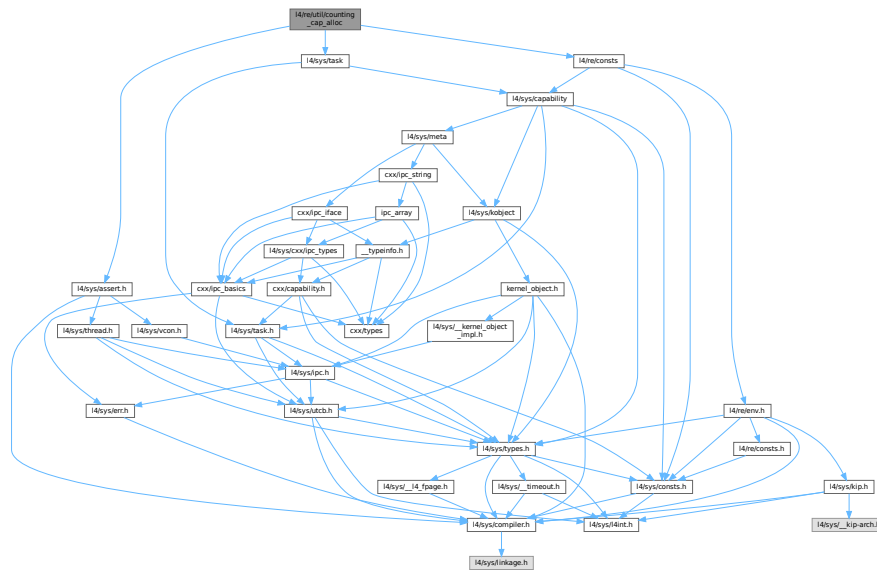 l4/re/util/counting
_cap_alloc
l4/sys/task
l4/re/consts
l4/sys/capability
l4/sys/meta
cxx/ipc_string
cxx/ipc_iface
ipc_array
l4/sys/kobject
l4/sys/cxx/ipc_types
__typeinfo.h
l4/sys/assert.h
cxx/ipc_basics
cxx/capability.h
kernel_object.h
l4/sys/thread.h
l4/sys/vcon.h
l4/sys/task.h
cxx/types
l4/sys/__kernel_object
_impl.h
l4/sys/ipc.h
l4/sys/err.h
l4/sys/utcb.h
l4/re/env.h
l4/sys/types.h
l4/re/consts.h
l4/sys/__l4_fpage.h
l4/sys/__timeout.h
l4/sys/consts.h
l4/sys/kip.h
l4/sys/compiler.h
l4/sys/l4int.h
l4/sys/__kip-arch.h
l4/sys/linkage.h